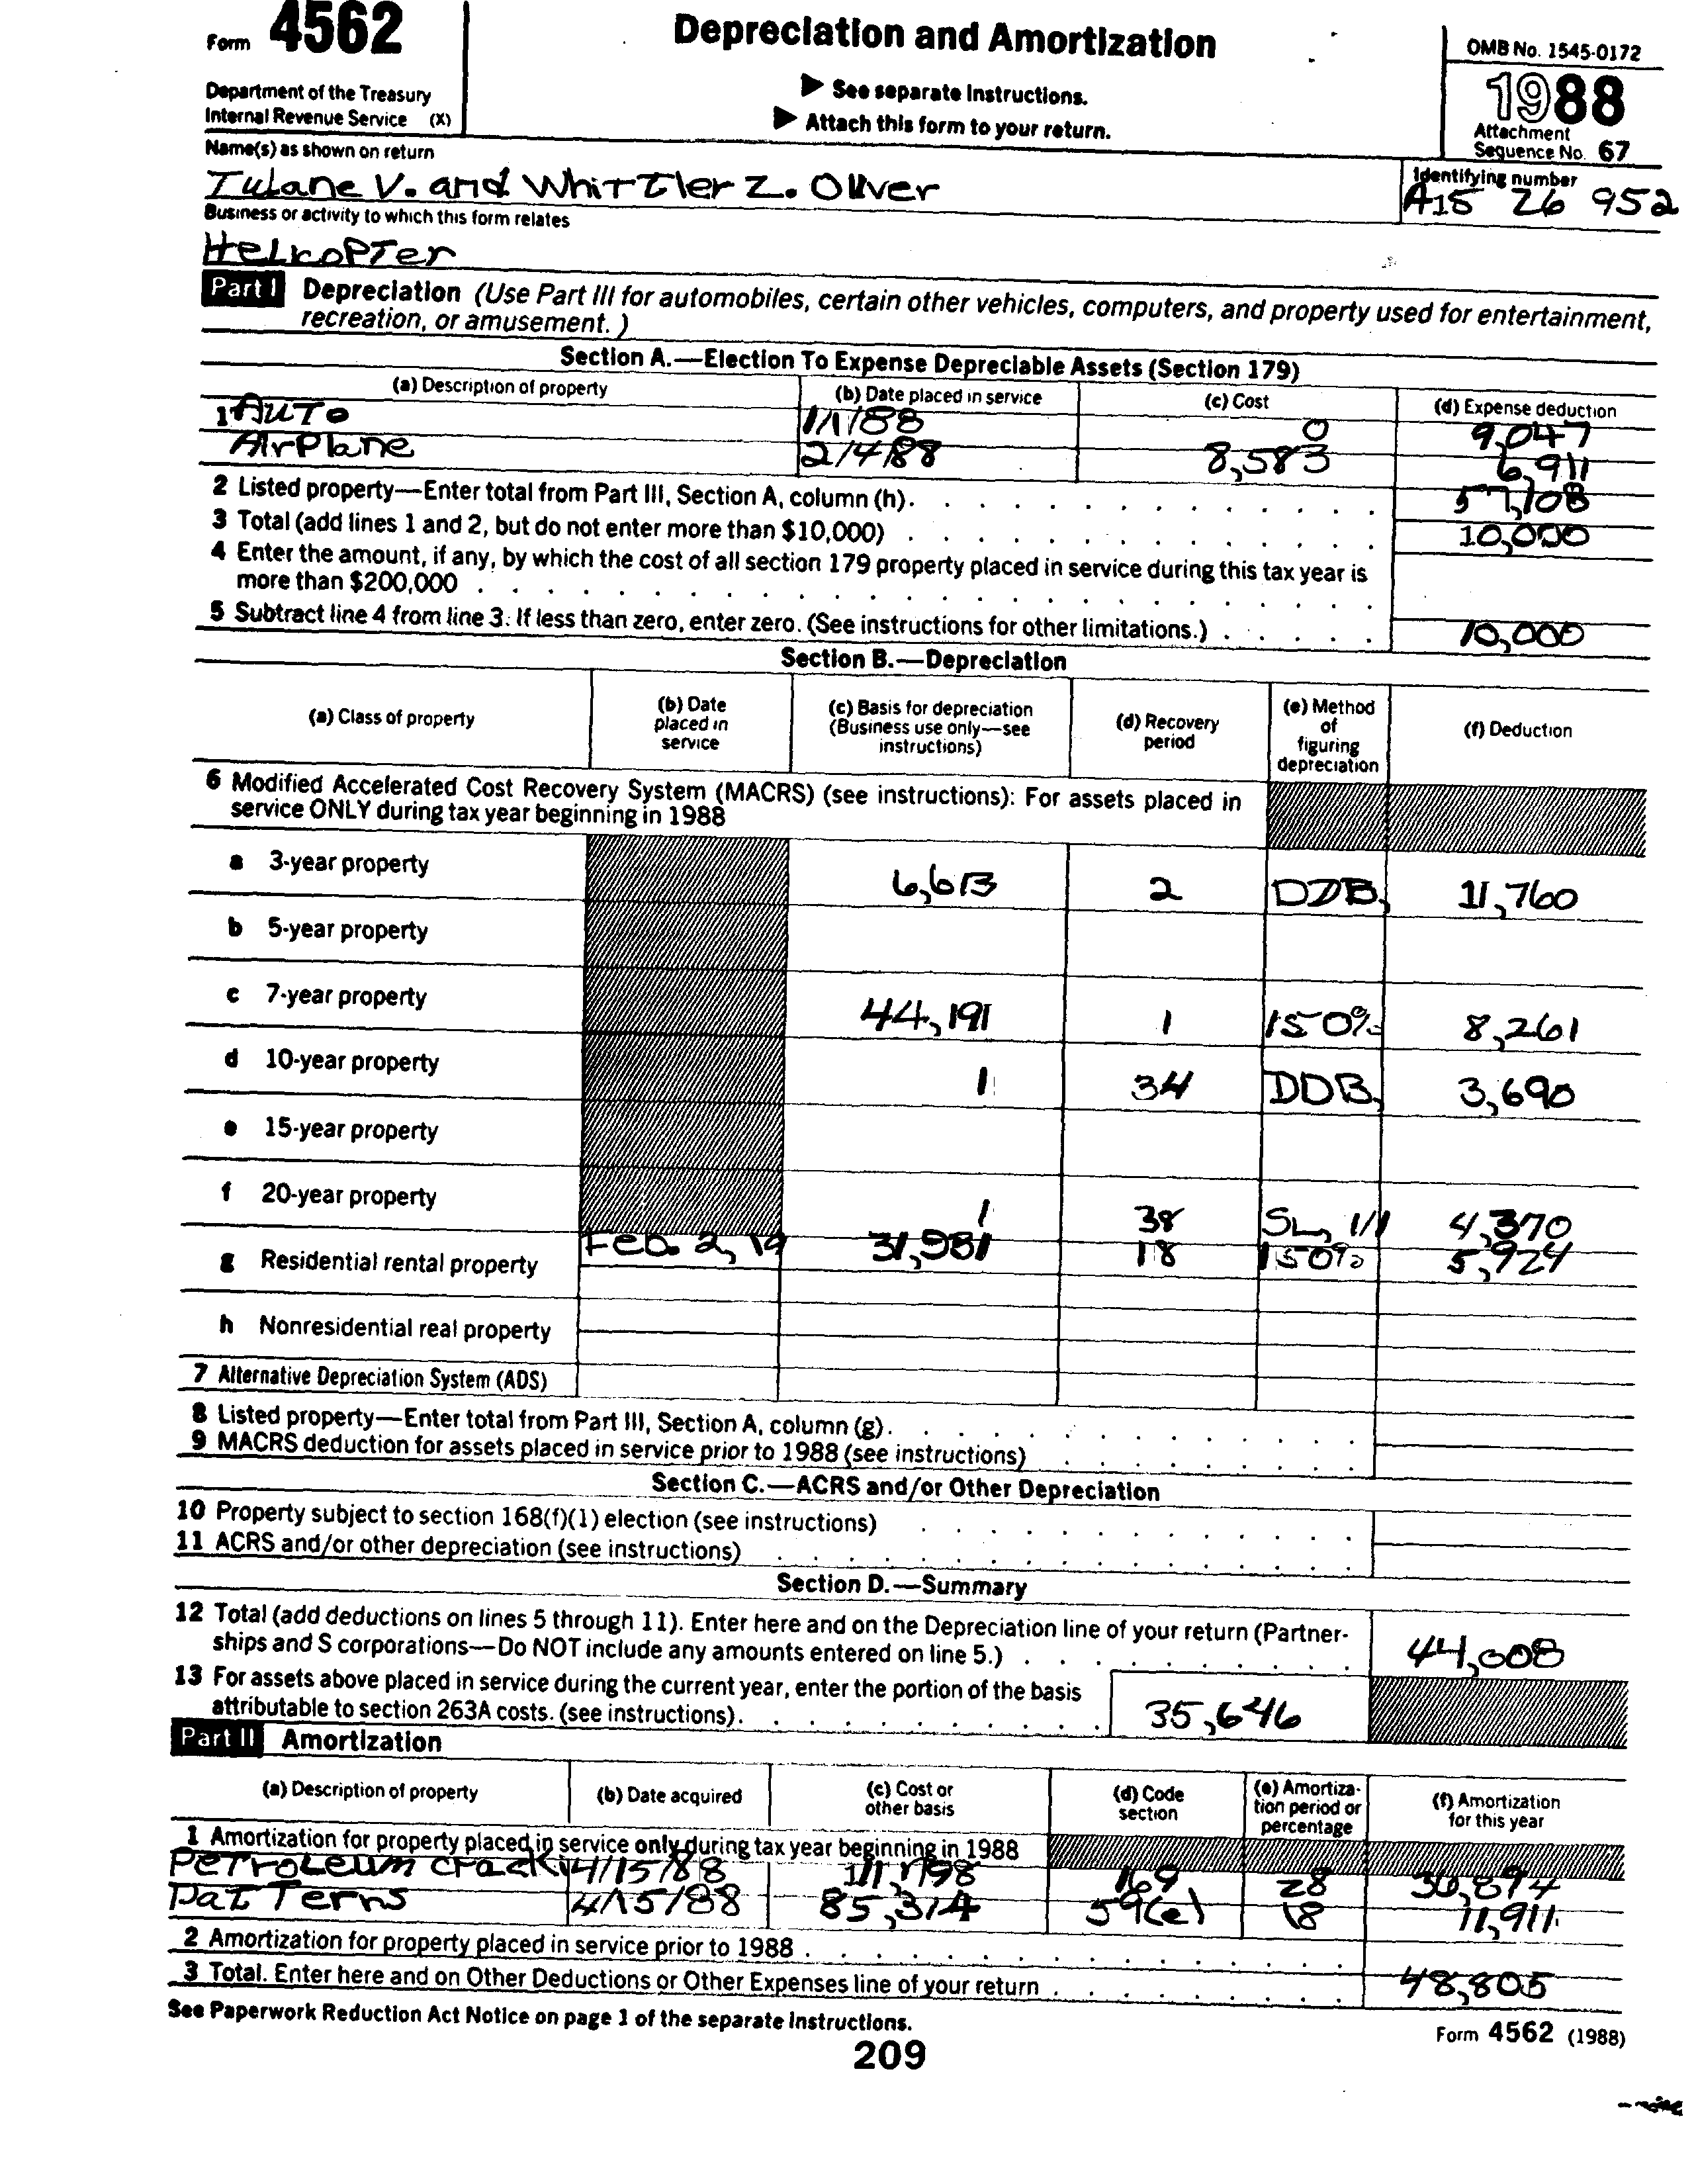 Form 4562
Department of the Treasury
Internal Revenue Service (X)
Depreciation and Amortization
▶ See separate Instructions.
▶ Attach this form to your return.
OMB No. 1545-0172
1988
Attachment
Sequence No. 67
Name(s) as shown on return
Tulane V. and Whittier Z. Oliver
Identifying number
A15 26 952
Business or activity to which this form relates
Helicopter
Part I Depreciation (Use Part III for automobiles, certain other vehicles, computers, and property used for entertainment,
recreation, or amusement.)
Section A.—Election To Expense Depreciable Assets (Section 179)
(a) Description of property (b) Date placed in service (c) Cost (d) Expense deduction
1 Auto 1/1/88 0 9,047
Airplane 2/4/88 8,583 6,911
2 Listed property—Enter total from Part III, Section A, column (h). 57,108
3 Total (add lines 1 and 2, but do not enter more than $10,000) 10,000
4 Enter the amount, if any, by which the cost of all section 179 property placed in service during this tax year is
more than $200,000
5 Subtract line 4 from line 3. If less than zero, enter zero. (See instructions for other limitations.) 10,000
Section B.—Depreciation
(a) Class of property (b) Date placed in service (c) Basis for depreciation (Business use only—see instructions) (d) Recovery period (e) Method of figuring depreciation (f) Deduction
6 Modified Accelerated Cost Recovery System (MACRS) (see instructions): For assets placed in
service ONLY during tax year beginning in 1988
a 3-year property 6,613 2 DDB, 11,760
b 5-year property
c 7-year property 44,191 1 150% 8,261
d 10-year property 1 34 DDB, 3,690
e 15-year property
f 20-year property 1 38 SL, 1/1 4,370
g Residential rental property Feb. 2, 19 31,981 18 150% 5,924
h Nonresidential real property
7 Alternative Depreciation System (ADS)
8 Listed property—Enter total from Part III, Section A, column (g).
9 MACRS deduction for assets placed in service prior to 1988 (see instructions)
Section C.—ACRS and/or Other Depreciation
10 Property subject to section 168(f)(1) election (see instructions)
11 ACRS and/or other depreciation (see instructions)
Section D.—Summary
12 Total (add deductions on lines 5 through 11). Enter here and on the Depreciation line of your return (Partner-
ships and S corporations—Do NOT include any amounts entered on line 5.) 44,008
13 For assets above placed in service during the current year, enter the portion of the basis
attributable to section 263A costs. (see instructions). 35,646
Part II Amortization
(a) Description of property (b) Date acquired (c) Cost or other basis (d) Code section (e) Amortiza-tion period or percentage (f) Amortization for this year
1 Amortization for property placed in service only during tax year beginning in 1988
Petroleum cracki 4/15/88 111,798 169 28 36,894
Patterns 4/15/88 85,314 59(e) 18 11,911
2 Amortization for property placed in service prior to 1988
3 Total. Enter here and on Other Deductions or Other Expenses line of your return 48,805
See Paperwork Reduction Act Notice on page 1 of the separate Instructions.
Form 4562 (1988)
209